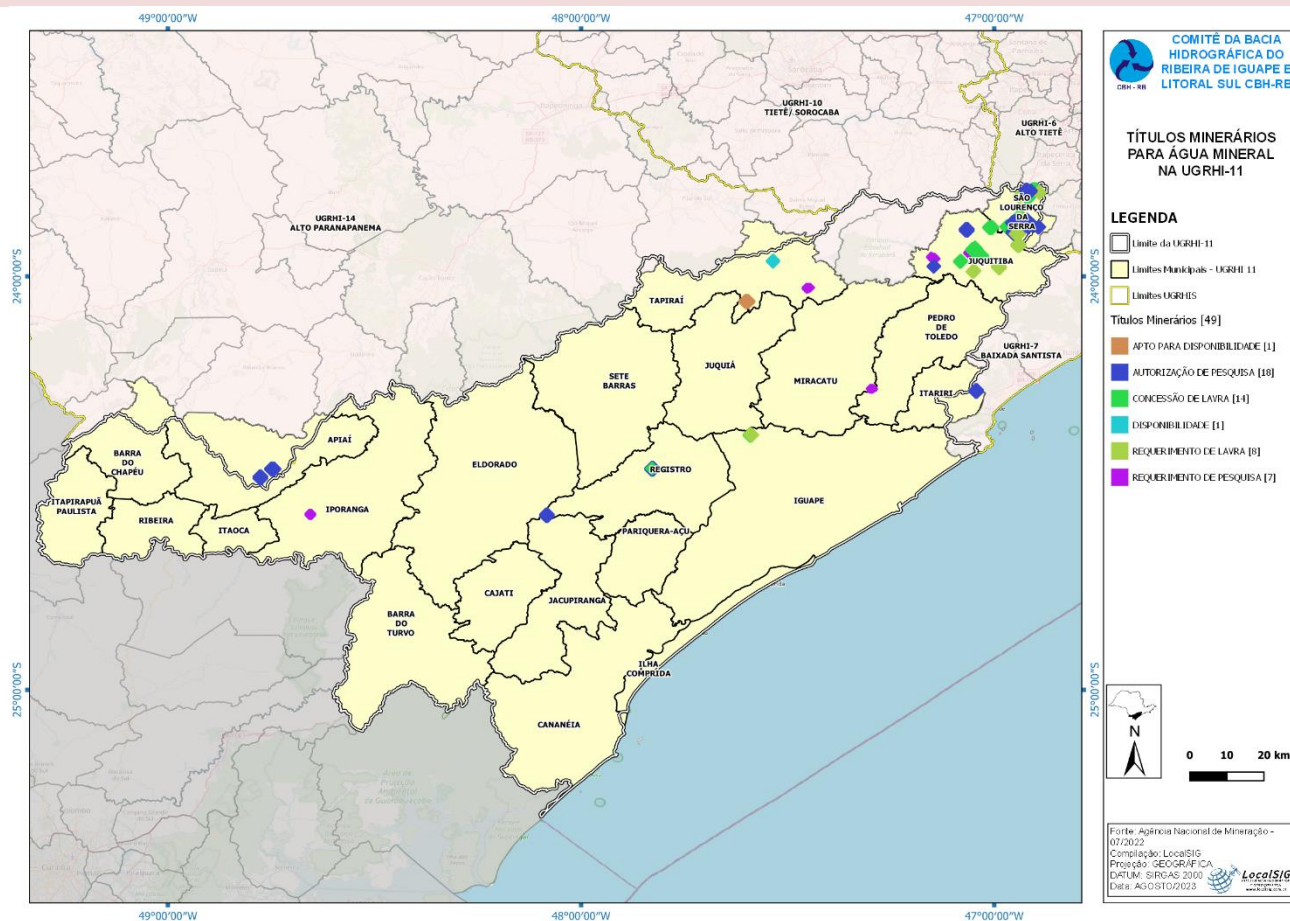 49°00'00"W
48°00'00"W
47°00'00"W
24°00'00"S
25°00'00"S
24°00'00"S
25°00'00"S
49°00'00"W
48°00'00"W
47°00'00"W
UGRHI-10
TIETÊ/ SOROCABA
UGRHI-6
ALTO TIETÊ
UGRHI-14
ALTO PARANAPANEMA
SÃO
LOURENÇO
DA
SERRA
JUQUITIBA
TAPIRAÍ
PEDRO
DE
TOLEDO
UGRHI-7
BAIXADA SANTISTA
JUQUIÁ
SETE
BARRAS
MIRACATU
ITARIRI
APIAÍ
BARRA
DO
CHAPÉU
ELDORADO
REGISTRO
ITAPIRAPUÃ
PAULISTA
IGUAPE
RIBEIRA
ITAOCA
IPORANGA
PARIQUERA-AÇU
CAJATI
JACUPIRANGA
BARRA
DO
TURVO
ILHA
COMPRIDA
CANANÉIA
CBH - RB
COMITÊ DA BACIA
HIDROGRÁFICA DO
RIBEIRA DE IGUAPE E
LITORAL SUL CBH-RB
TÍTULOS MINERÁRIOS
PARA ÁGUA MINERAL
NA UGRHI-11
LEGENDA
Limite da UGRHI-11
Limites Municipais - UGRHI 11
Limites UGRHIS
Titulos Minerários [49]
APTO PARA DISPONIBILIDADE [1]
AUTORIZAÇÃO DE PESQUISA [18]
CONCESSÃO DE LAVRA [14]
DISPONIBILIDADE [1]
REQUERIMENTO DE LAVRA [8]
REQUERIMENTO DE PESQUISA [7]
N
0 10 20 km
Fonte: Agência Nacional de Mineração -
07/2022
Compilação: LocalSIG
Projeção: GEOGRÁFICA
DATUM: SIRGAS 2000
Data: AGOSTO/2023
LocalSIG